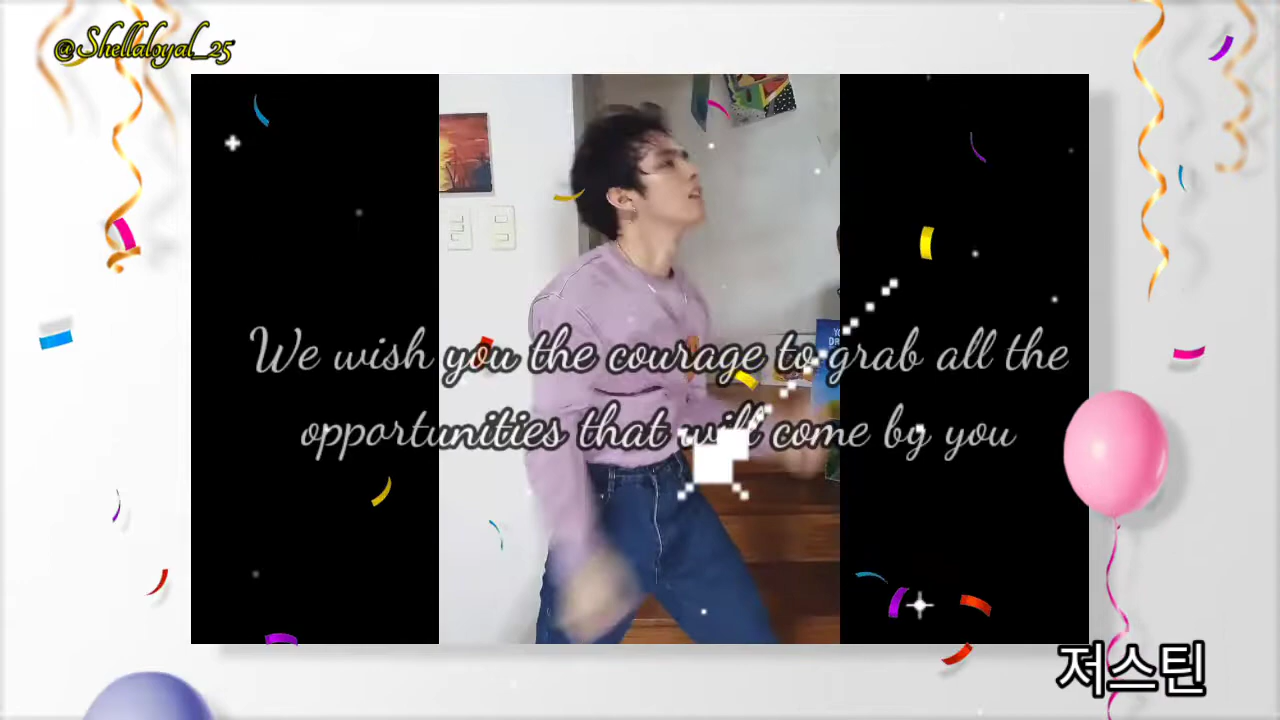 @Shellaloyal_25
We wish you the courage to grab all the
opportunities that will come by you
저스틴